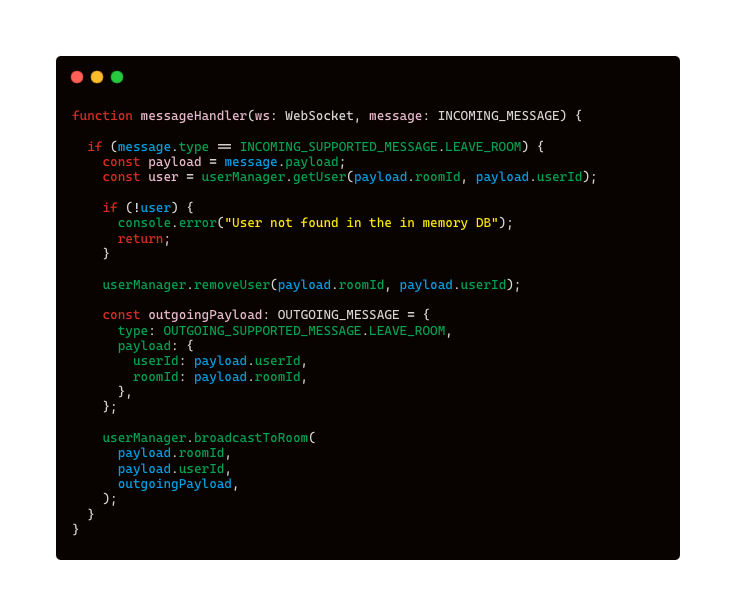 function messageHandler(ws: WebSocket, message: INCOMING_MESSAGE) {
if (message.type == INCOMING_SUPPORTED_MESSAGE.LEAVE_ROOM) {
const payload = message.payload;
const user = userManager.getUser(payload.roomId, payload.userId);
if (!user) {
console.error("User not found in the in memory DB");
return;
}
userManager.removeUser(payload.roomId, payload.userId);
const outgoingPayload: OUTGOING_MESSAGE = {
type: OUTGOING_SUPPORTED_MESSAGE.LEAVE_ROOM,
payload: {
userId: payload.userId,
roomId: payload.roomId,
},
};
userManager.broadcastToRoom(
payload.roomId,
payload.userId,
outgoingPayload,
);
}
}